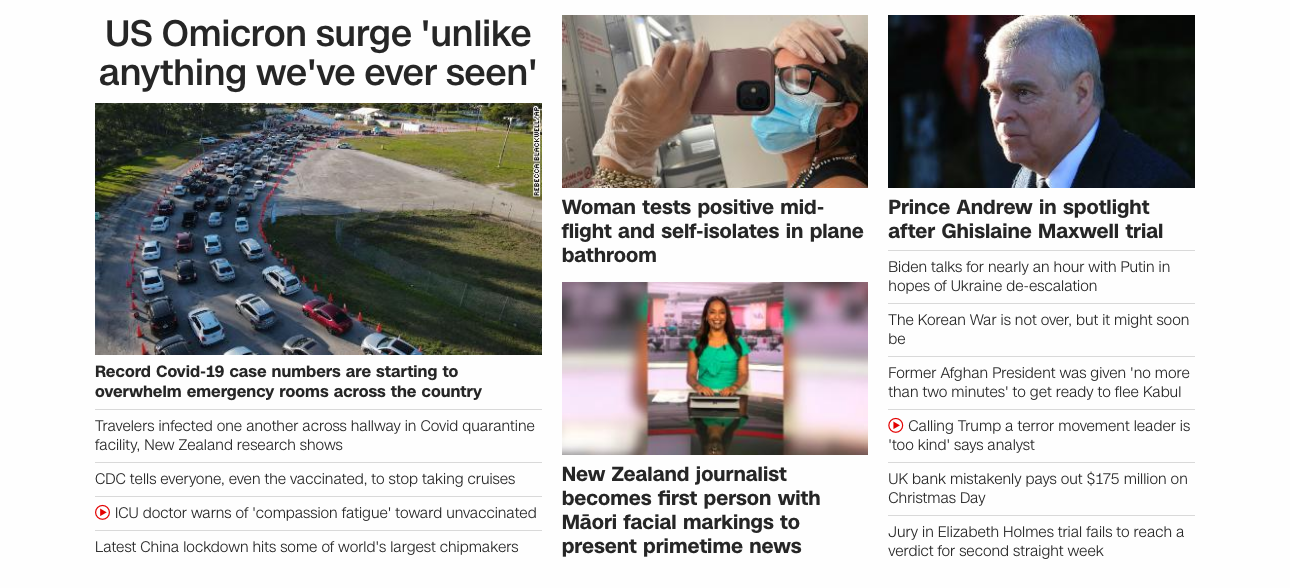 US Omicron surge 'unlike
anything we've ever seen'
REBECCA BLACKWELL/AP
Record Covid-19 case numbers are starting to
overwhelm emergency rooms across the country
Travelers infected one another across hallway in Covid quarantine
facility, New Zealand research shows
CDC tells everyone, even the vaccinated, to stop taking cruises
ICU doctor warns of 'compassion fatigue' toward unvaccinated
Latest China lockdown hits some of world's largest chipmakers
Woman tests positive mid-
flight and self-isolates in plane
bathroom
New Zealand journalist
becomes first person with
Māori facial markings to
present primetime news
Prince Andrew in spotlight
after Ghislaine Maxwell trial
Biden talks for nearly an hour with Putin in
hopes of Ukraine de-escalation
The Korean War is not over, but it might soon
be
Former Afghan President was given 'no more
than two minutes' to get ready to flee Kabul
Calling Trump a terror movement leader is
'too kind' says analyst
UK bank mistakenly pays out $175 million on
Christmas Day
Jury in Elizabeth Holmes trial fails to reach a
verdict for second straight week